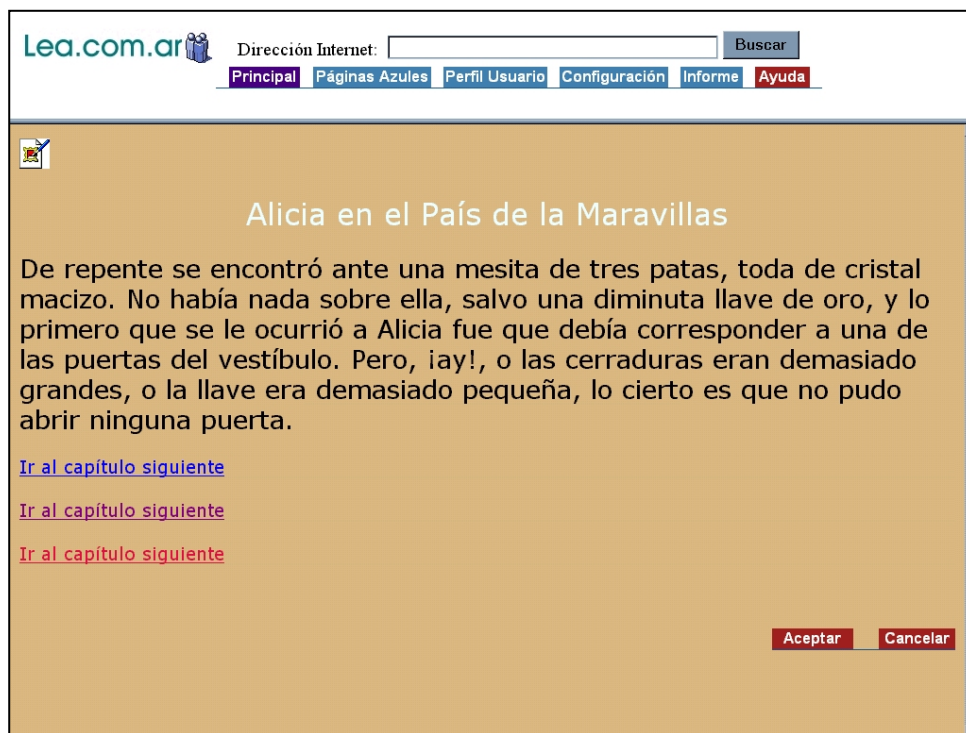 Lea.com.ar
Dirección Internet: Buscar
Principal Páginas Azules Perfil Usuario Configuración Informe Ayuda
Alicia en el País de la Maravillas
De repente se encontró ante una mesita de tres patas, toda de cristal
macizo. No había nada sobre ella, salvo una diminuta llave de oro, y lo
primero que se le ocurrió a Alicia fue que debía corresponder a una de
las puertas del vestíbulo. Pero, ¡ay!, o las cerraduras eran demasiado
grandes, o la llave era demasiado pequeña, lo cierto es que no pudo
abrir ninguna puerta.
Ir al capítulo siguiente
Ir al capítulo siguiente
Ir al capítulo siguiente
Aceptar Cancelar